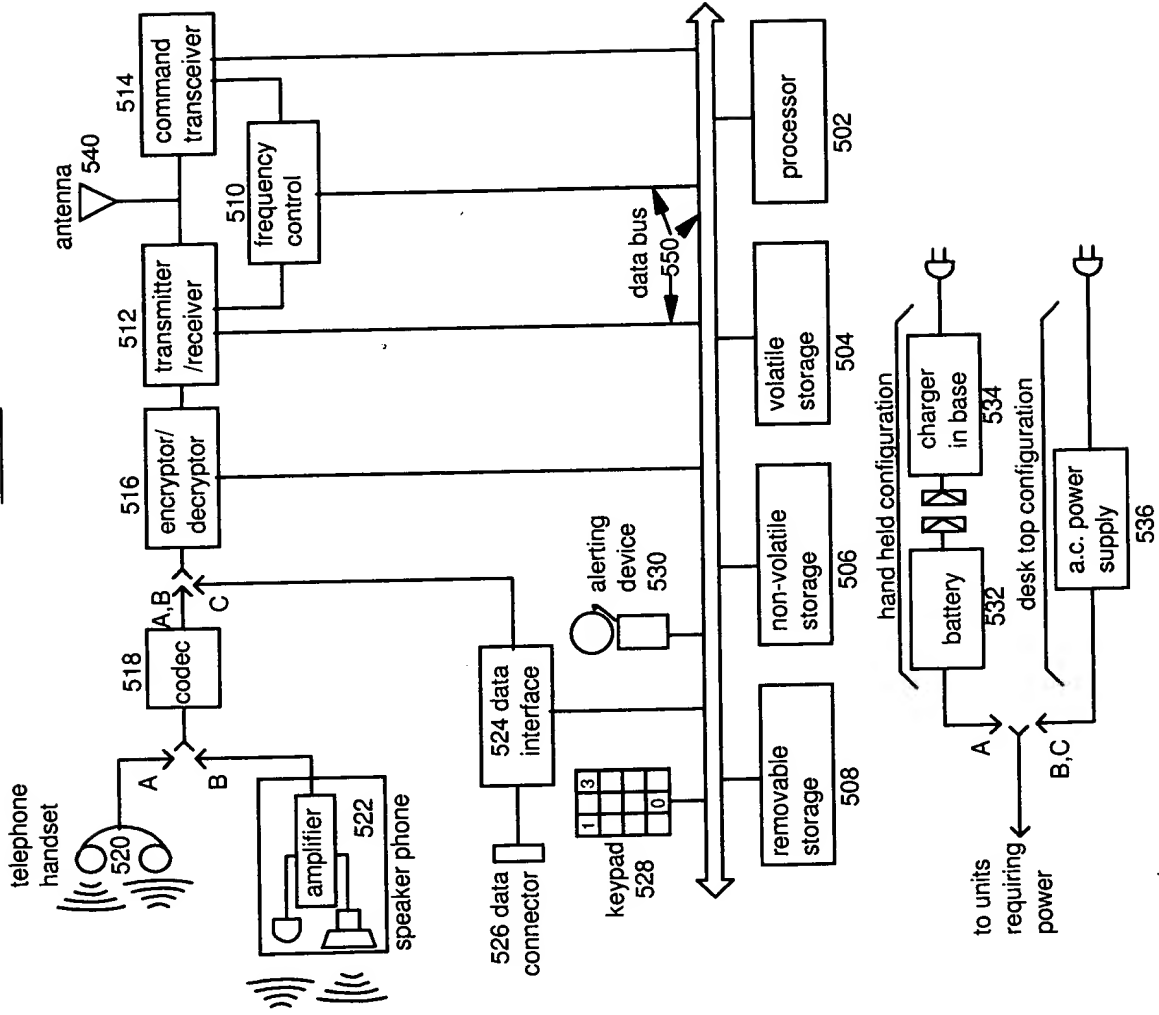 telephone
handset
520
A
B
amplifier
522
speaker phone
518
codec
A,B
C
516
encryptor/
decryptor
512
transmitter
/receiver
antenna
540
514
command
transceiver
510
frequency
control
526 data
connector
524 data
interface
1
3
0
keypad
528
alerting
device
530
data bus
550
removable
storage
508
non-volatile
storage
506
volatile
storage
504
processor
502
to units
requiring
power
A
B,C
hand held configuration
battery
532
charger
in base
534
desk top configuration
a.c. power
supply
536